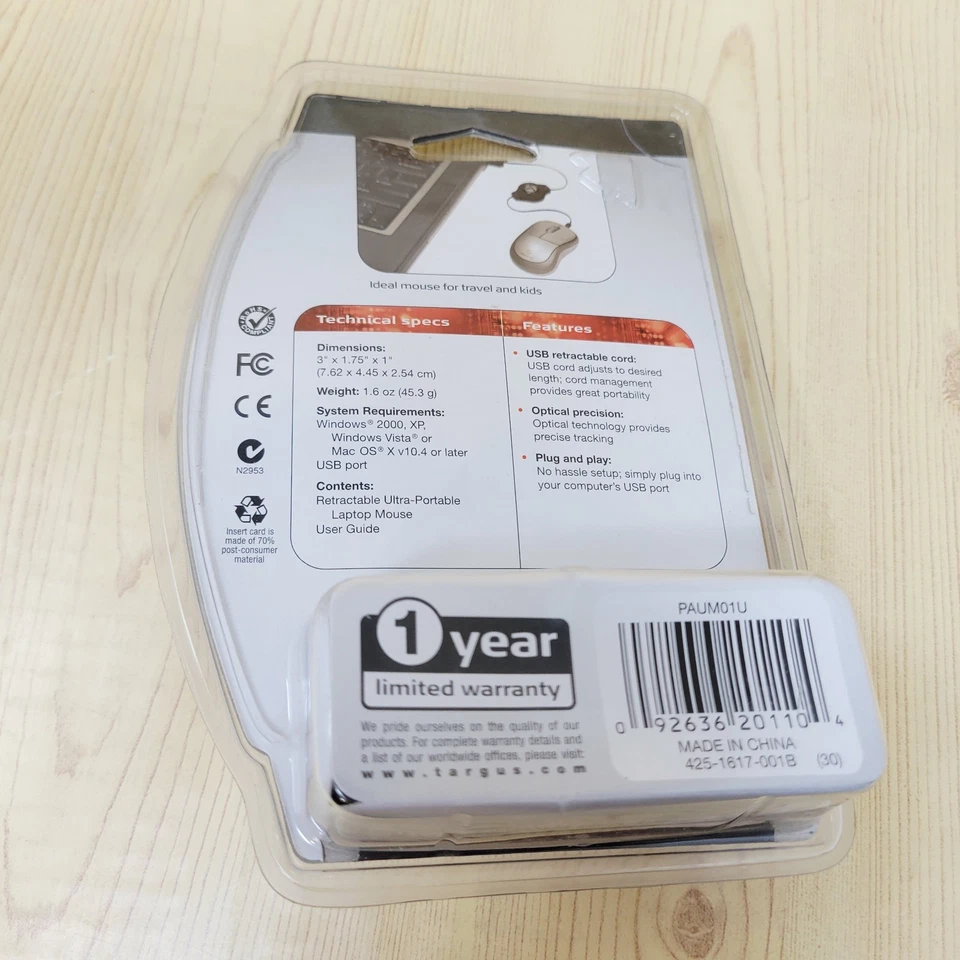 Ideal mouse for travel and kids
RoHS
COMPLIANT
FC
CE
N2953
Insert card is
made of 70%
post-consumer
material
Technical specs
Dimensions:
3" x 1.75" x 1"
(7.62 x 4.45 x 2.54 cm)
Weight: 1.6 oz (45.3 g)
System Requirements:
Windows® 2000, XP,
Windows Vista® or
Mac OS® X v10.4 or later
USB port
Contents:
Retractable Ultra-Portable
Laptop Mouse
User Guide
Features
• USB retractable cord:
USB cord adjusts to desired
length; cord management
provides great portability
• Optical precision:
Optical technology provides
precise tracking
• Plug and play:
No hassle setup; simply plug into
your computer's USB port
1 year
limited warranty
We pride ourselves on the quality of our
products. For complete warranty details and
a list of our worldwide offices, please visit:
www.targus.com
PAUM01U
0 92636 20110 4
MADE IN CHINA
425-1617-001B (30)